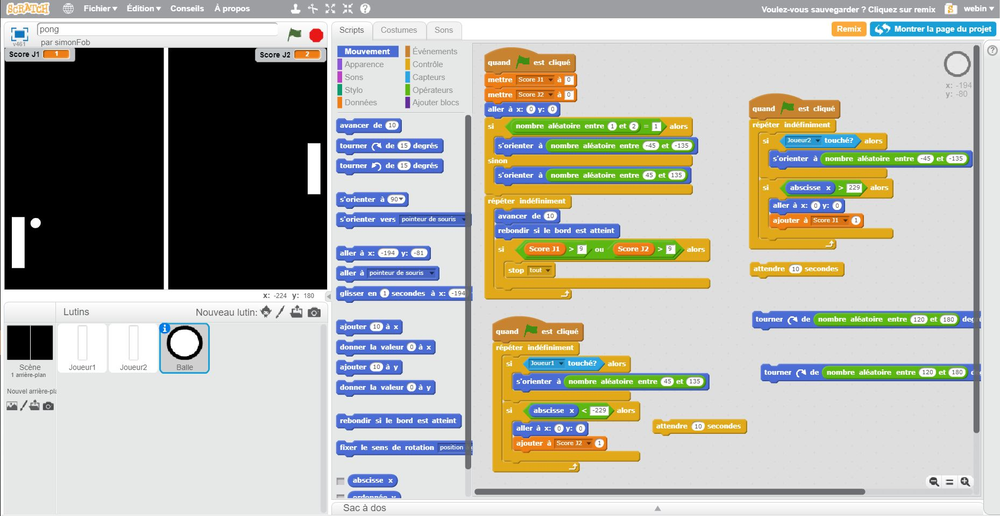 SCRATCH
Fichier▾ Édition▾ Conseils À propos
Voulez-vous sauvegarder ? Cliquez sur remix
S webin ▾
v461
pong
par simonFob
Score J1 1
Score J2 2
x: -224 y: 180
Lutins Nouveau lutin:
Scène
1 arrière-plan
Nouvel arrière-pla
Joueur1
Joueur2
Balle
Scripts Costumes Sons
Remix Montrer la page du projet
Mouvement Événements
Apparence Contrôle
Sons Capteurs
Stylo Opérateurs
Données Ajouter blocs
avancer de 10
tourner de 15 degrés
tourner de 15 degrés
s'orienter à 90▾
s'orienter vers pointeur de souris
aller à x: -194 y: -81
aller à pointeur de souris
glisser en 1 secondes à x: -194
ajouter 10 à x
donner la valeur 0 à x
ajouter 10 à y
donner la valeur 0 à y
rebondir si le bord est atteint
fixer le sens de rotation position
abscisse x
ordonnée y
quand est cliqué
mettre Score J1 à 0
mettre Score J2 à 0
aller à x: 0 y: 0
si nombre aléatoire entre 1 et 2 = 1 alors
s'orienter à nombre aléatoire entre -45 et -135
sinon
s'orienter à nombre aléatoire entre 45 et 135
répéter indéfiniment
avancer de 10
rebondir si le bord est atteint
si Score J1 > 9 ou Score J2 > 9 alors
stop tout
quand est cliqué
répéter indéfiniment
si Joueur1 touché? alors
s'orienter à nombre aléatoire entre 45 et 135
si abscisse x < -229 alors
aller à x: 0 y: 0
ajouter à Score J2 1
attendre 10 secondes
quand est cliqué
répéter indéfiniment
si Joueur2 touché? alors
s'orienter à nombre aléatoire entre -45 et -135
si abscisse x > 229 alors
aller à x: 0 y: 0
ajouter à Score J1 1
attendre 10 secondes
tourner de nombre aléatoire entre 120 et 180 degré
tourner de nombre aléatoire entre 120 et 180 de
x: -194
y: -80
?
Sac à dos